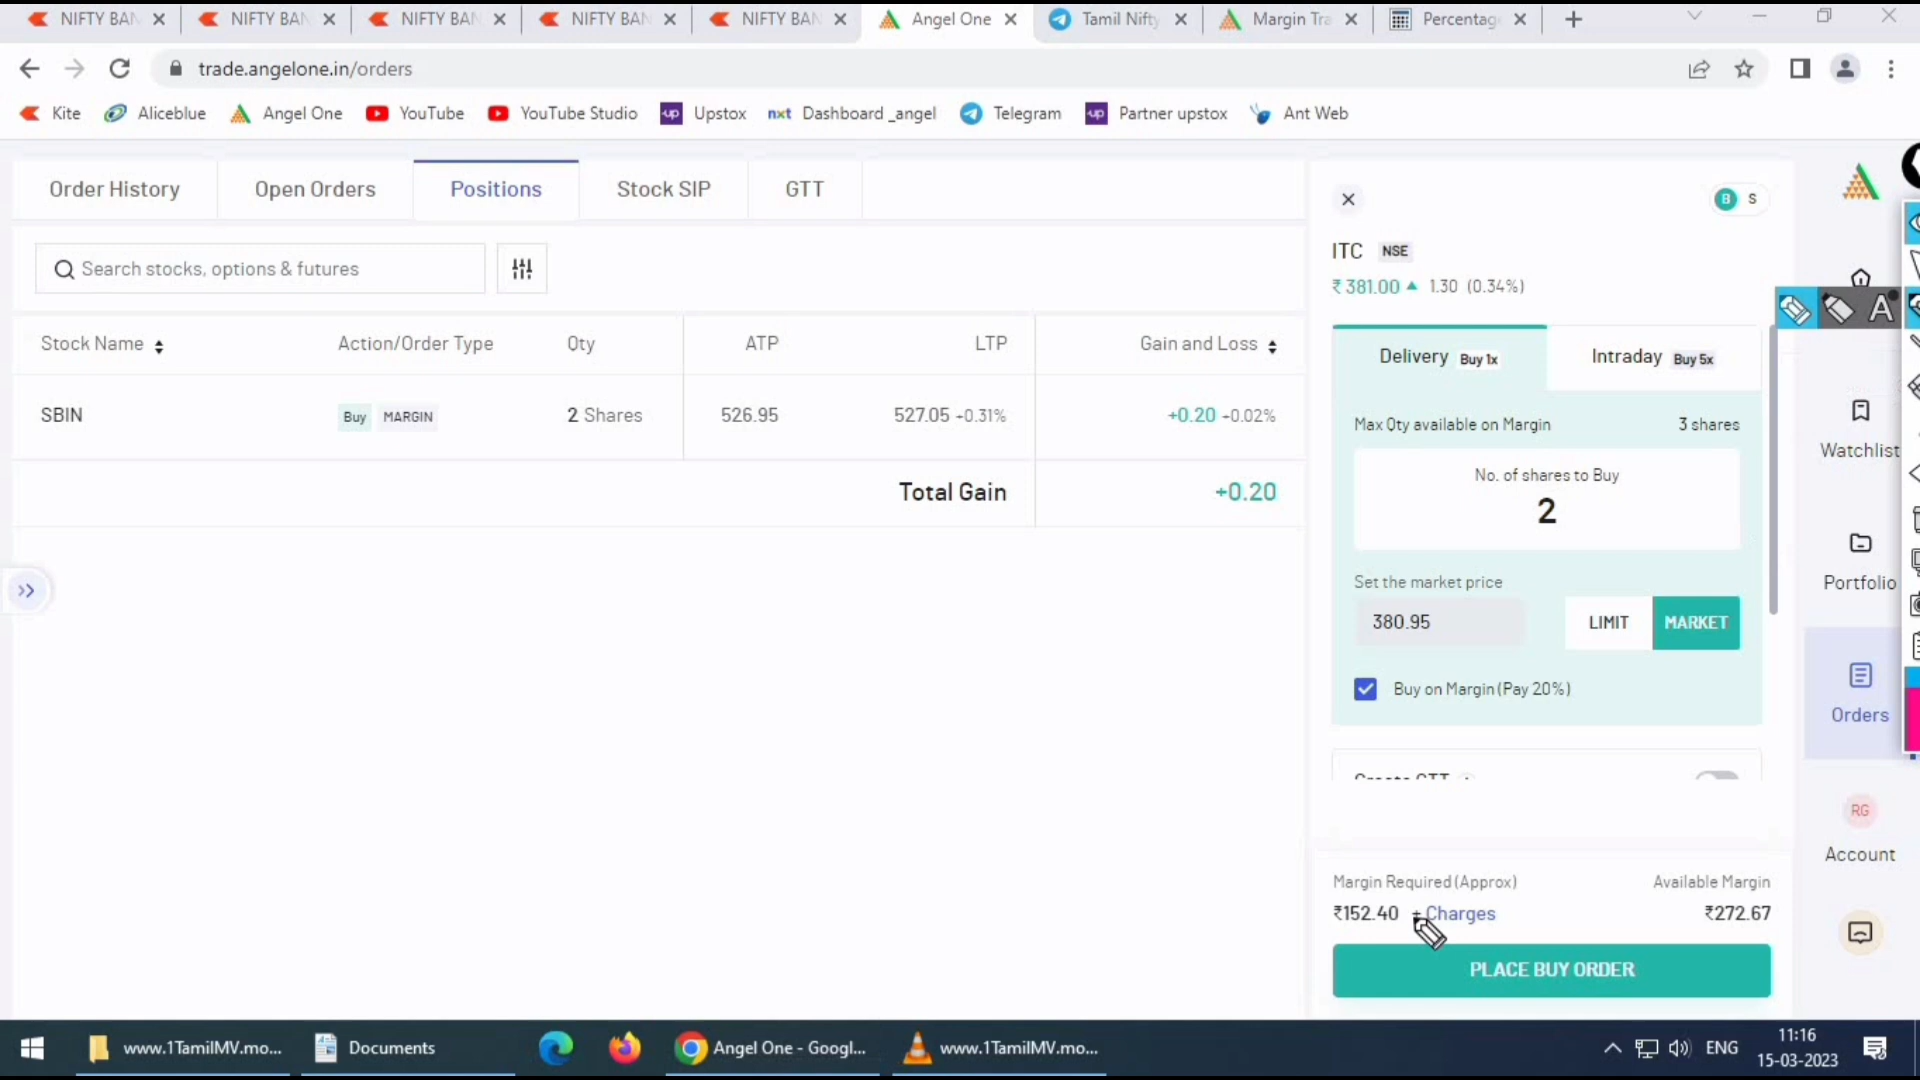 NIFTY BAN
NIFTY BAN
NIFTY BAN
NIFTY BAN
NIFTY BAN
Angel One
Tamil Nifty
Margin Tra
Percentag
trade.angelone.in/orders
Kite
Aliceblue
Angel One
YouTube
YouTube Studio
up Upstox
nxt Dashboard _angel
Telegram
up Partner upstox
Ant Web
Order History
Open Orders
Positions
Stock SIP
GTT
Search stocks, options & futures
Stock Name
Action/Order Type
Qty
ATP
LTP
Gain and Loss
SBIN
Buy MARGIN
2 Shares
526.95
527.05 +0.31%
+0.20 +0.02%
Total Gain
+0.20
B S
ITC NSE
₹ 381.00 1.30 (0.34%)
Delivery Buy 1x
Intraday Buy 5x
Max Qty available on Margin
3 shares
No. of shares to Buy
2
Set the market price
380.95
LIMIT
MARKET
Buy on Margin (Pay 20%)
Create GTT
Margin Required (Approx)
Available Margin
₹152.40 + Charges
₹272.67
PLACE BUY ORDER
A
Watchlist
Portfolio
Orders
RG
Account
www.1TamilMV.mo...
Documents
Angel One - Googl...
www.1TamilMV.mo...
ENG
11:16
15-03-2023